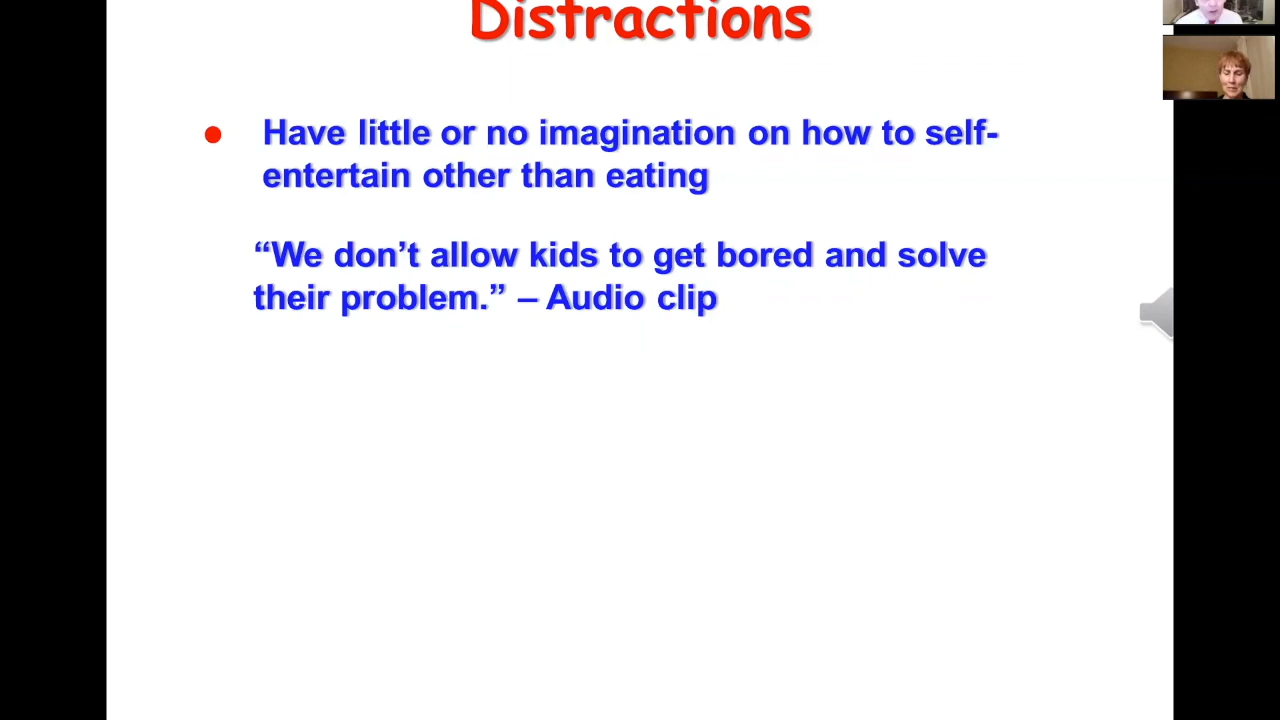 Distractions
Have little or no imagination on how to self-
entertain other than eating
“We don’t allow kids to get bored and solve
their problem.” – Audio clip